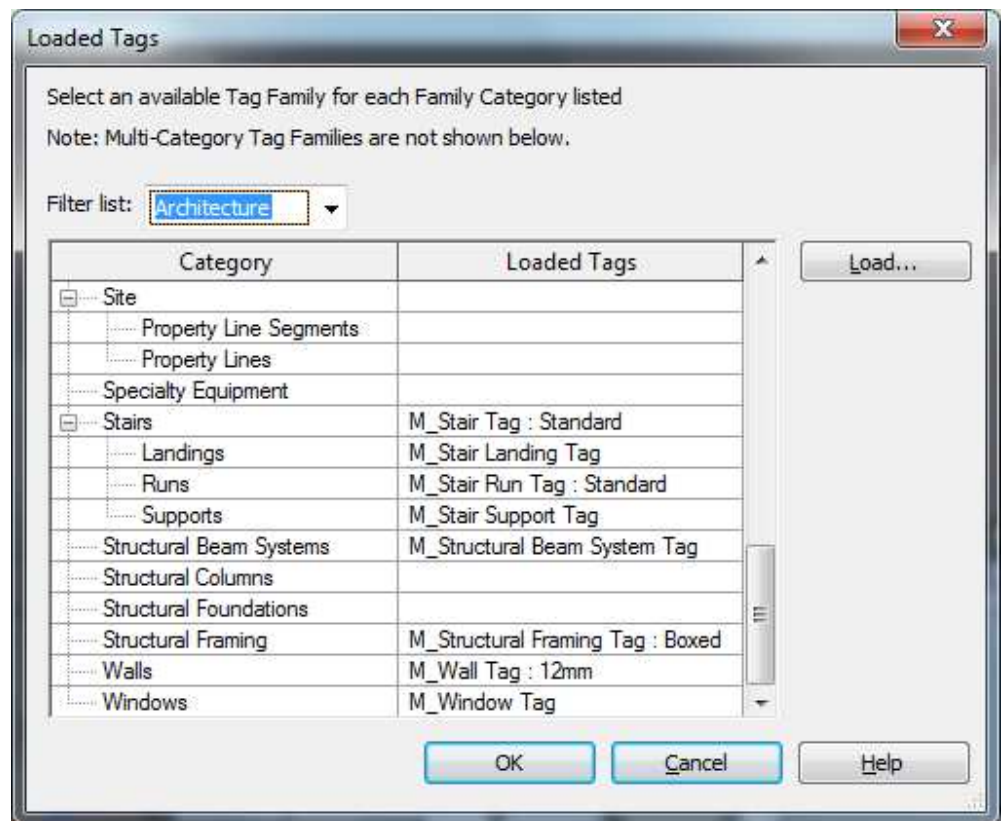 Loaded Tags
Select an available Tag Family for each Family Category listed
Note: Multi-Category Tag Families are not shown below.
Filter list: Architecture
Category Loaded Tags
Load...
Site
Property Line Segments
Property Lines
Specialty Equipment
Stairs M_Stair Tag : Standard
Landings M_Stair Landing Tag
Runs M_Stair Run Tag : Standard
Supports M_Stair Support Tag
Structural Beam Systems M_Structural Beam System Tag
Structural Columns
Structural Foundations
Structural Framing M_Structural Framing Tag : Boxed
Walls M_Wall Tag : 12mm
Windows M_Window Tag
OK Cancel Help